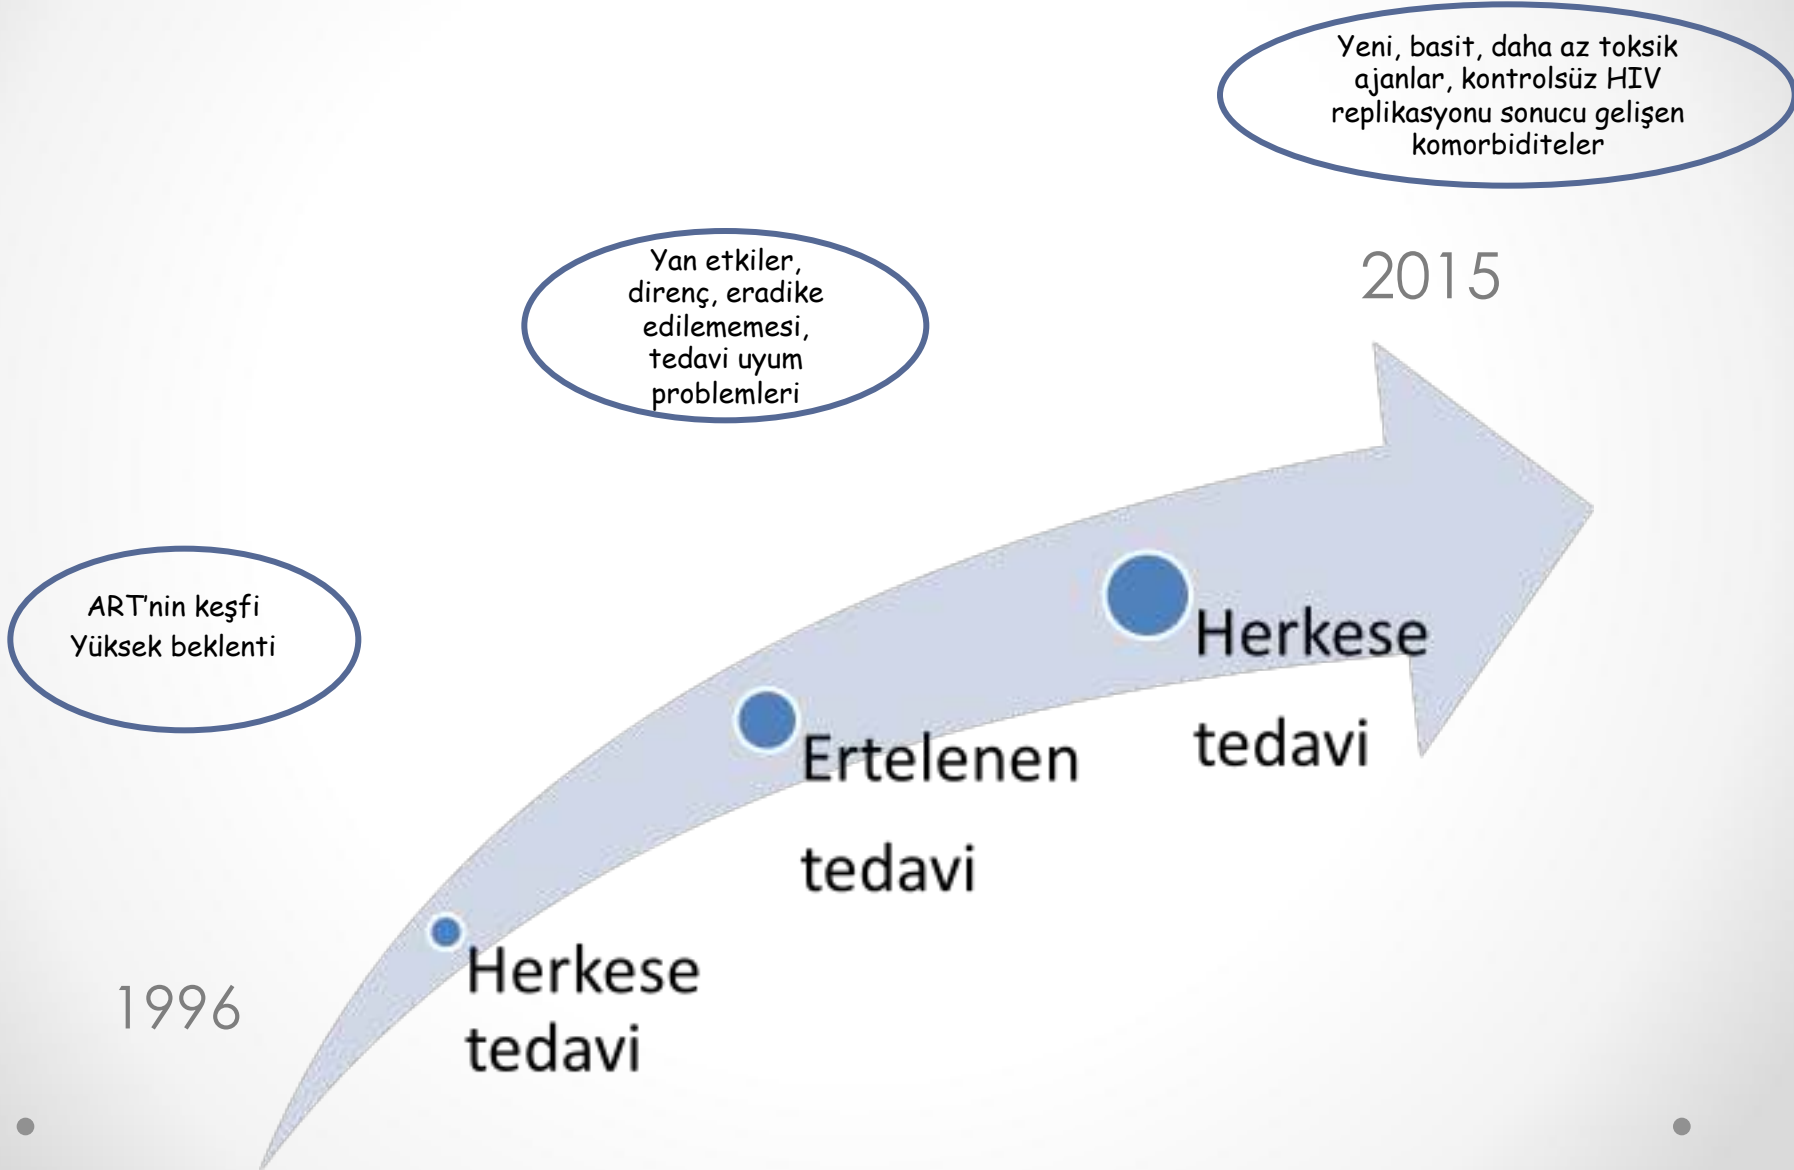 Yeni, basit, daha az toksik
ajanlar, kontrolsüz HIV
replikasyonu sonucu gelişen
komorbiditeler
2015
Yan etkiler,
direnç, eradike
edilememesi,
tedavi uyum
problemleri
ART'nin keşfi
Yüksek beklenti
Herkese
tedavi
Ertelenen
tedavi
Herkese
tedavi
1996